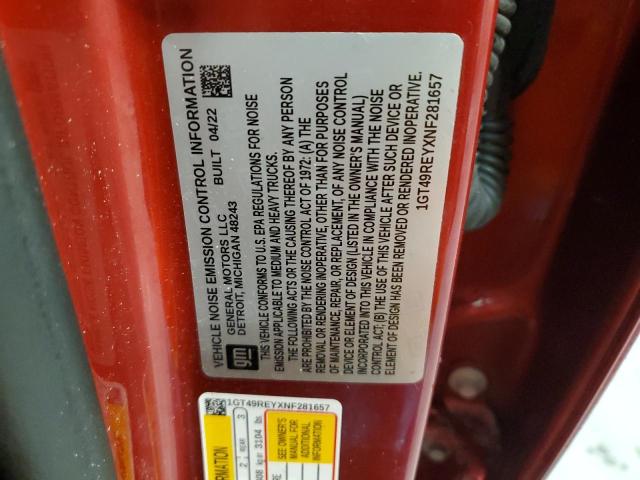 VEHICLE NOISE EMISSION CONTROL INFORMATION
GENERAL MOTORS LLC BUILT 04/22
DETROIT, MICHIGAN 48243
gm
THIS VEHICLE CONFORMS TO U.S. EPA REGULATIONS FOR NOISE
EMISSION APPLICABLE TO MEDIUM AND HEAVY TRUCKS.
THE FOLLOWING ACTS OR THE CAUSING THEREOF BY ANY PERSON
ARE PROHIBITED BY THE NOISE CONTROL ACT OF 1972: (A) THE
REMOVAL OR RENDERING INOPERATIVE, OTHER THAN FOR PURPOSES
OF MAINTENANCE, REPAIR, OR REPLACEMENT, OF ANY NOISE CONTROL
DEVICE OR ELEMENT OF DESIGN (LISTED IN THE OWNER'S MANUAL)
INCORPORATED INTO THIS VEHICLE IN COMPLIANCE WITH THE NOISE
CONTROL ACT; (B) THE USE OF THIS VEHICLE AFTER SUCH DEVICE OR
ELEMENT OF DESIGN HAS BEEN REMOVED OR RENDERED INOPERATIVE.
1GT49REYXNF281657
1GT49REYXNF281657
2 REAR 3
kg or 3104 lbs.
SEE OWNER'S
MANUAL FOR
ADDITIONAL
INFORMATION